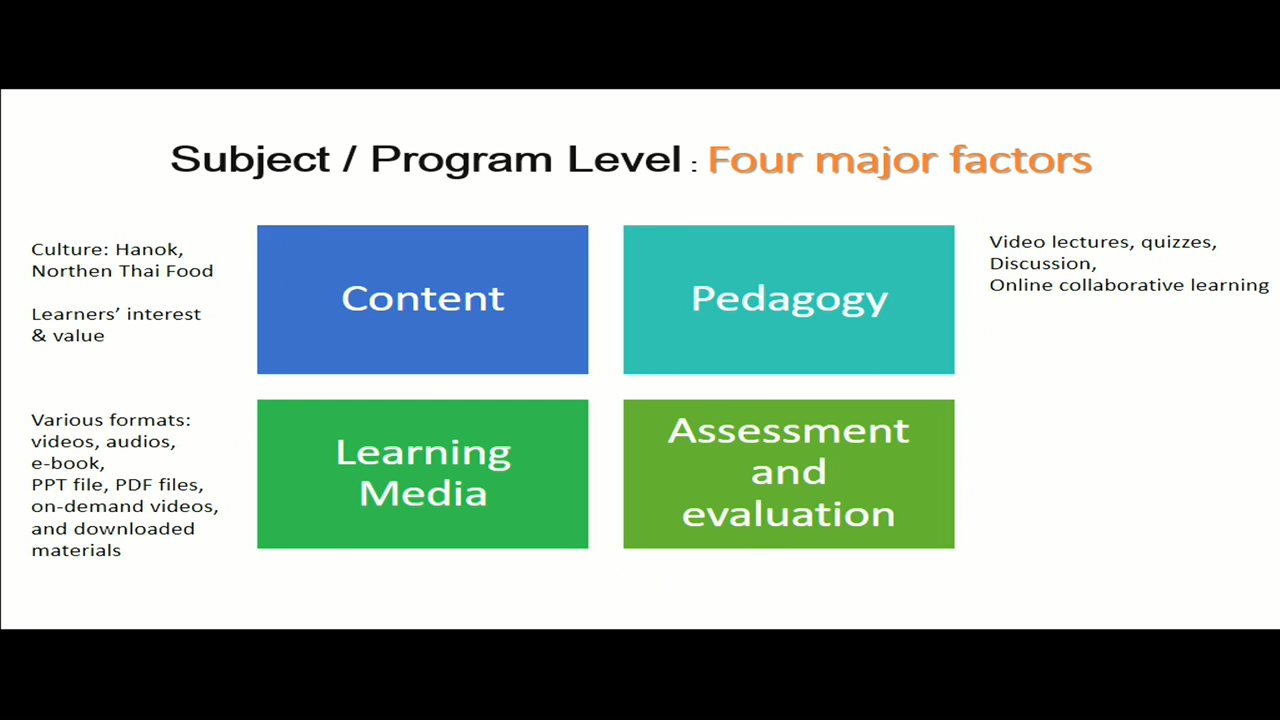 Subject / Program Level : Four major factors
Culture: Hanok,
Northen Thai Food
Learners’ interest
& value
Content
Pedagogy
Video lectures, quizzes,
Discussion,
Online collaborative learning
Various formats:
videos, audios,
e-book,
PPT file, PDF files,
on-demand videos,
and downloaded
materials
Learning
Media
Assessment
and
evaluation